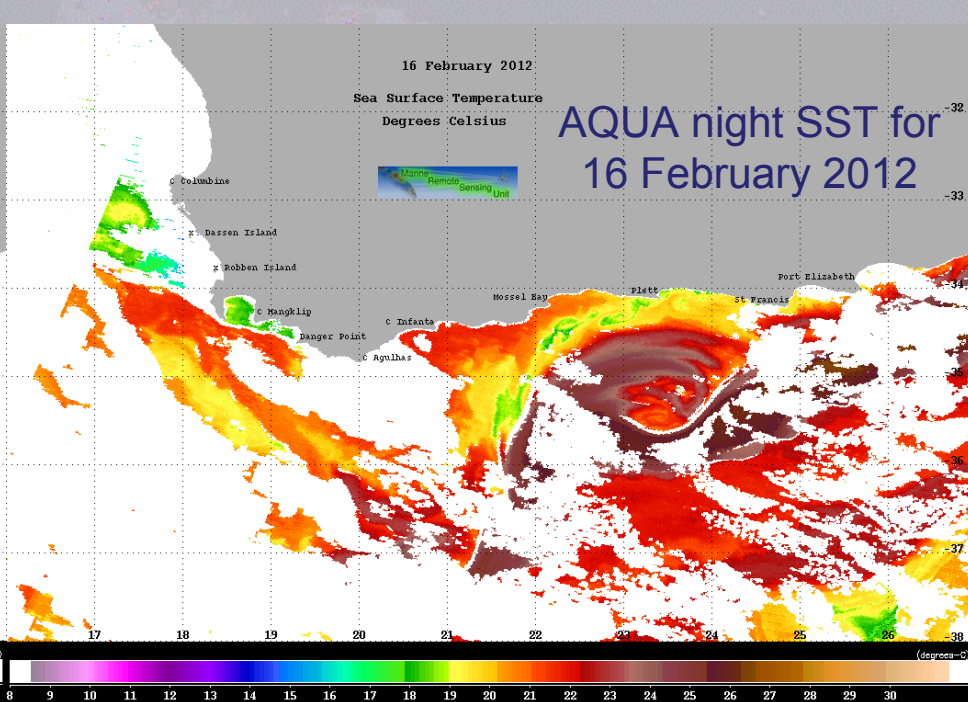 16 February 2012
Sea Surface Temperature
Degrees Celsius
AQUA night SST for
16 February 2012
Marine
Remote
Sensing
Unit
-32
C Columbine
-33
x Dassen Island
x Robben Island
Port Elizabeth
-34
Mossel Bay
Plett
St Francis
C Hangklip
C Infanta
Danger Point
C Agulhas
-35
-36
-37
17 18 19 20 21 22 23 24 25 26 -38
(degrees-C)
8 9 10 11 12 13 14 15 16 17 18 19 20 21 22 23 24 25 26 27 28 29 30